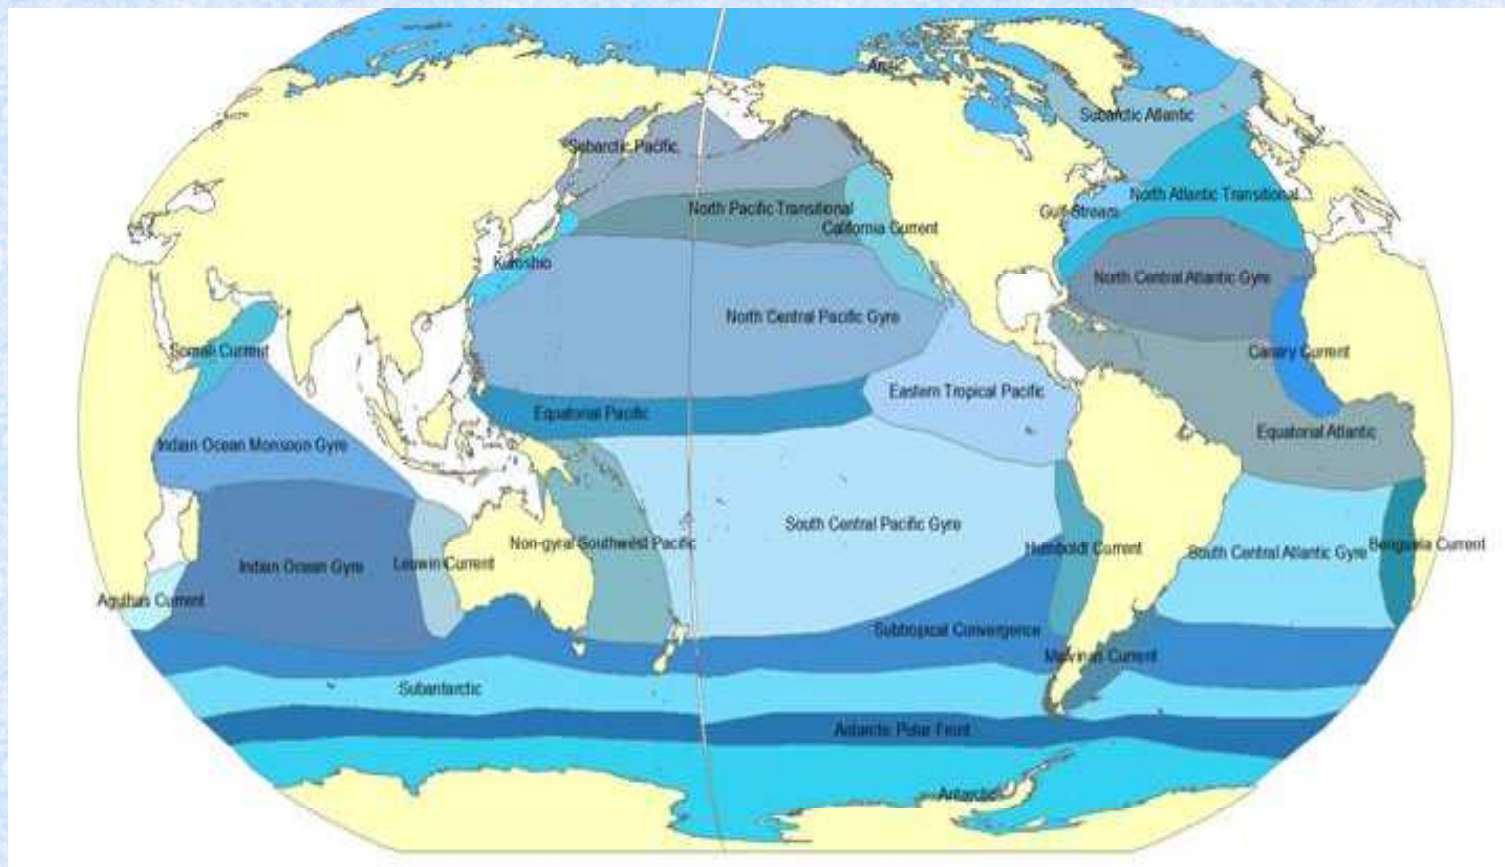 Arctic
Subarctic Atlantic
Subarctic Pacific
North Atlantic Transitional
North Pacific Transitional
Gulf Stream
California Current
Kuroshio
North Central Atlantic Gyre
North Central Pacific Gyre
Somali Current
Canary Current
Eastern Tropical Pacific
Equatorial Pacific
Equatorial Atlantic
Indian Ocean Monsoon Gyre
South Central Pacific Gyre
Non-gyral Southwest Pacific
Humboldt Current
South Central Atlantic Gyre
Benguela Current
Indian Ocean Gyre
Leuwin Current
Agulhas Current
Subtropical Convergence
Malvinas Current
Subantarctic
Antarctic Polar Front
Antarctic